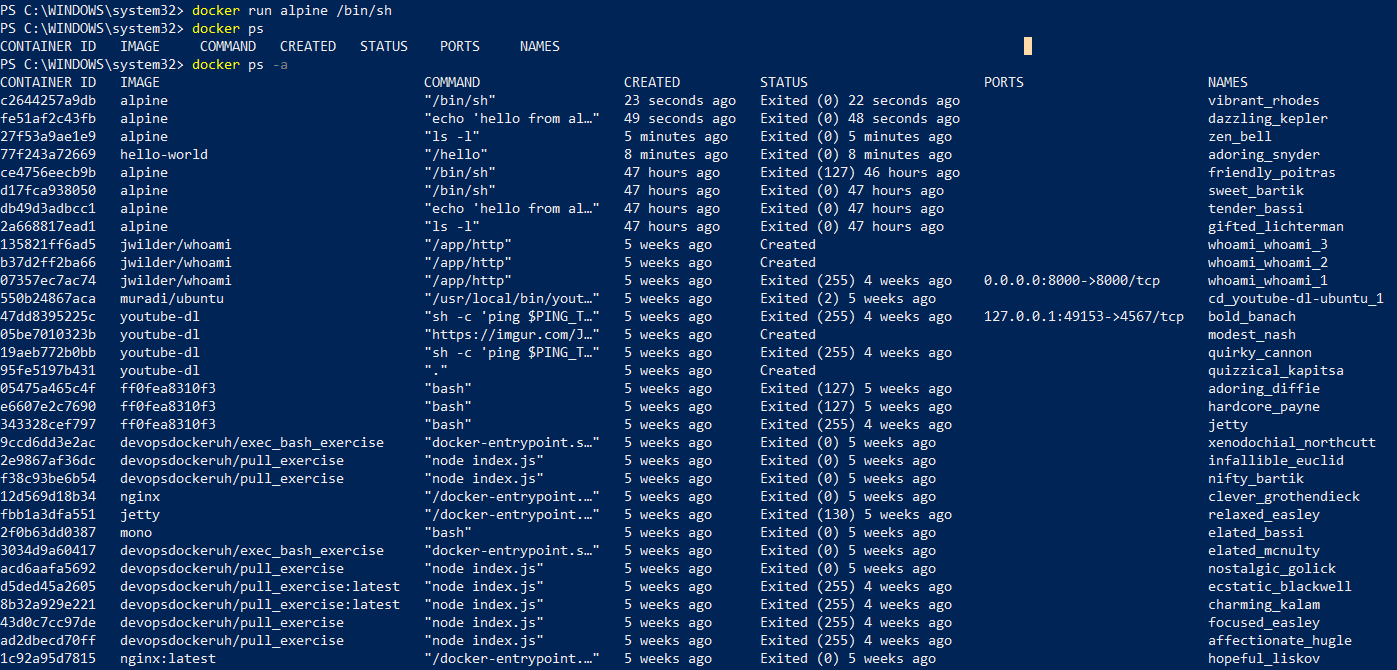 PS C:\WINDOWS\system32> docker run alpine /bin/sh
PS C:\WINDOWS\system32> docker ps
CONTAINER ID   IMAGE     COMMAND   CREATED   STATUS    PORTS     NAMES
PS C:\WINDOWS\system32> docker ps -a
CONTAINER ID   IMAGE                                COMMAND                  CREATED          STATUS                      PORTS                       NAMES
c2644257a9db   alpine                               "/bin/sh"                23 seconds ago   Exited (0) 22 seconds ago                               vibrant_rhodes
fe51af2c43fb   alpine                               "echo 'hello from al…"   49 seconds ago   Exited (0) 48 seconds ago                               dazzling_kepler
27f53a9ae1e9   alpine                               "ls -l"                  5 minutes ago    Exited (0) 5 minutes ago                                zen_bell
77f243a72669   hello-world                          "/hello"                 8 minutes ago    Exited (0) 8 minutes ago                                adoring_snyder
ce4756eecb9b   alpine                               "/bin/sh"                47 hours ago     Exited (127) 46 hours ago                               friendly_poitras
d17fca938050   alpine                               "/bin/sh"                47 hours ago     Exited (0) 47 hours ago                                 sweet_bartik
db49d3adbcc1   alpine                               "echo 'hello from al…"   47 hours ago     Exited (0) 47 hours ago                                 tender_bassi
2a668817ead1   alpine                               "ls -l"                  47 hours ago     Exited (0) 47 hours ago                                 gifted_lichterman
135821ff6ad5   jwilder/whoami                       "/app/http"              5 weeks ago      Created                                                 whoami_whoami_3
b37d2ff2ba66   jwilder/whoami                       "/app/http"              5 weeks ago      Created                                                 whoami_whoami_2
07357ec7ac74   jwilder/whoami                       "/app/http"              5 weeks ago      Exited (255) 4 weeks ago    0.0.0.0:8000->8000/tcp      whoami_whoami_1
550b24867aca   muradi/ubuntu                        "/usr/local/bin/yout…"   5 weeks ago      Exited (2) 5 weeks ago                                  cd_youtube-dl-ubuntu_1
47dd8395225c   youtube-dl                           "sh -c 'ping $PING_T…"   5 weeks ago      Exited (255) 4 weeks ago    127.0.0.1:49153->4567/tcp   bold_banach
05be7010323b   youtube-dl                           "https://imgur.com/J…"   5 weeks ago      Created                                                 modest_nash
19aeb772b0bb   youtube-dl                           "sh -c 'ping $PING_T…"   5 weeks ago      Exited (255) 4 weeks ago                                quirky_cannon
95fe5197b431   youtube-dl                           "."                      5 weeks ago      Created                                                 quizzical_kapitsa
05475a465c4f   ff0fea8310f3                         "bash"                   5 weeks ago      Exited (127) 5 weeks ago                                adoring_diffie
e6607e2c7690   ff0fea8310f3                         "bash"                   5 weeks ago      Exited (127) 5 weeks ago                                hardcore_payne
343328cef797   ff0fea8310f3                         "bash"                   5 weeks ago      Exited (255) 4 weeks ago                                jetty
9ccd6dd3e2ac   devopsdockeruh/exec_bash_exercise    "docker-entrypoint.s…"   5 weeks ago      Exited (0) 5 weeks ago                                  xenodochial_northcutt
2e9867af36dc   devopsdockeruh/pull_exercise         "node index.js"          5 weeks ago      Exited (0) 5 weeks ago                                  infallible_euclid
f38c93be6b54   devopsdockeruh/pull_exercise         "node index.js"          5 weeks ago      Exited (0) 5 weeks ago                                  nifty_bartik
12d569d18b34   nginx                                "/docker-entrypoint.…"   5 weeks ago      Exited (0) 5 weeks ago                                  clever_grothendieck
fbb1a3dfa551   jetty                                "/docker-entrypoint.…"   5 weeks ago      Exited (130) 5 weeks ago                                relaxed_easley
2f0b63dd0387   mono                                 "bash"                   5 weeks ago      Exited (0) 5 weeks ago                                  elated_bassi
3034d9a60417   devopsdockeruh/exec_bash_exercise    "docker-entrypoint.s…"   5 weeks ago      Exited (0) 5 weeks ago                                  elated_mcnulty
acd6aafa5692   devopsdockeruh/pull_exercise         "node index.js"          5 weeks ago      Exited (0) 5 weeks ago                                  nostalgic_golick
d5ded45a2605   devopsdockeruh/pull_exercise:latest  "node index.js"          5 weeks ago      Exited (255) 4 weeks ago                                ecstatic_blackwell
8b32a929e221   devopsdockeruh/pull_exercise:latest  "node index.js"          5 weeks ago      Exited (255) 4 weeks ago                                charming_kalam
43d0c7cc97de   devopsdockeruh/pull_exercise         "node index.js"          5 weeks ago      Exited (255) 4 weeks ago                                focused_easley
ad2dbecd70ff   devopsdockeruh/pull_exercise         "node index.js"          5 weeks ago      Exited (255) 4 weeks ago                                affectionate_hugle
1c92a95d7815   nginx:latest                         "/docker-entrypoint.…"   5 weeks ago      Exited (0) 5 weeks ago                                  hopeful_liskov